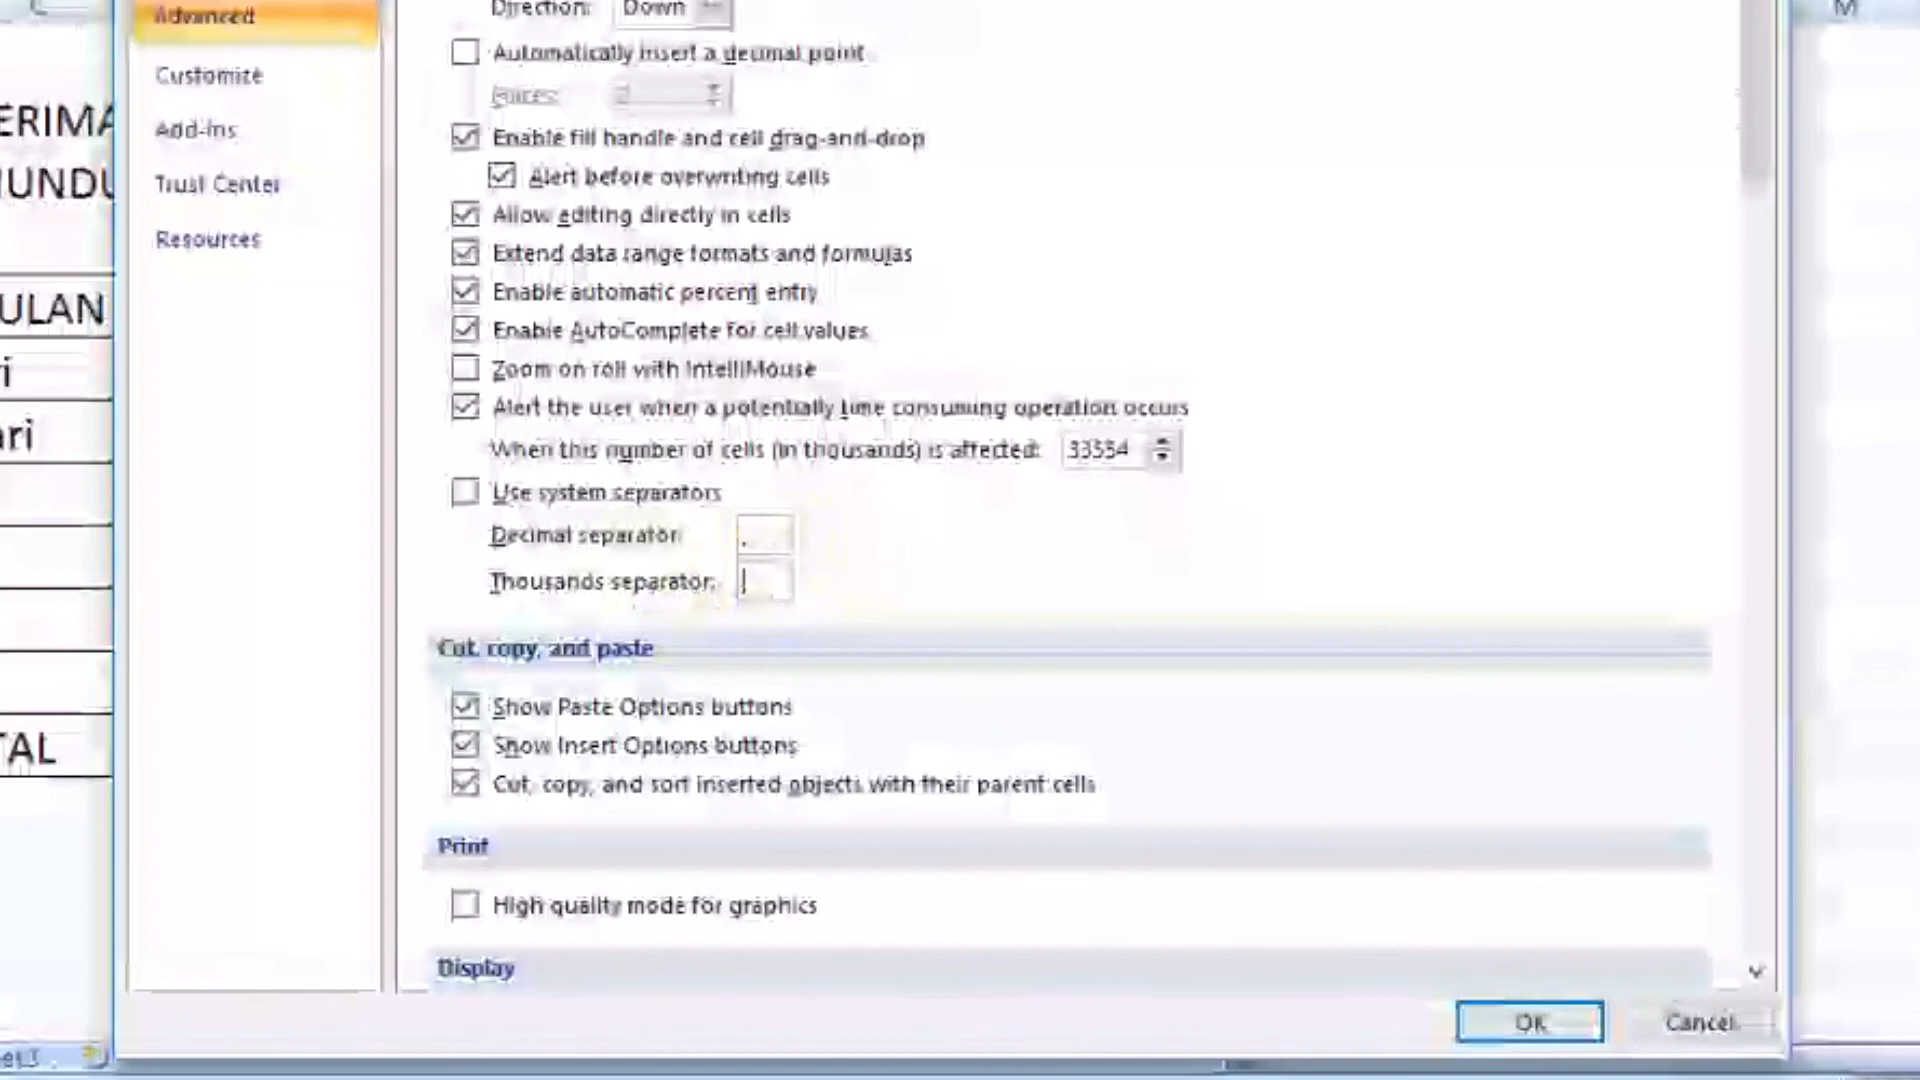 Advanced
Customize
Add-Ins
Trust Center
Resources
ERIMA
UNDU
ULAN
i
ri
TAL
Direction: Down
Automatically insert a decimal point
Places: 2
Enable fill handle and cell drag-and-drop
Alert before overwriting cells
Allow editing directly in cells
Extend data range formats and formulas
Enable automatic percent entry
Enable AutoComplete for cell values
Zoom on roll with IntelliMouse
Alert the user when a potentially time consuming operation occurs
When this number of cells (in thousands) is affected: 33554
Use system separators
Decimal separator: .
Thousands separator:
Cut, copy, and paste
Show Paste Options buttons
Show Insert Options buttons
Cut, copy, and sort inserted objects with their parent cells
Print
High quality mode for graphics
Display
OK Cancel
M